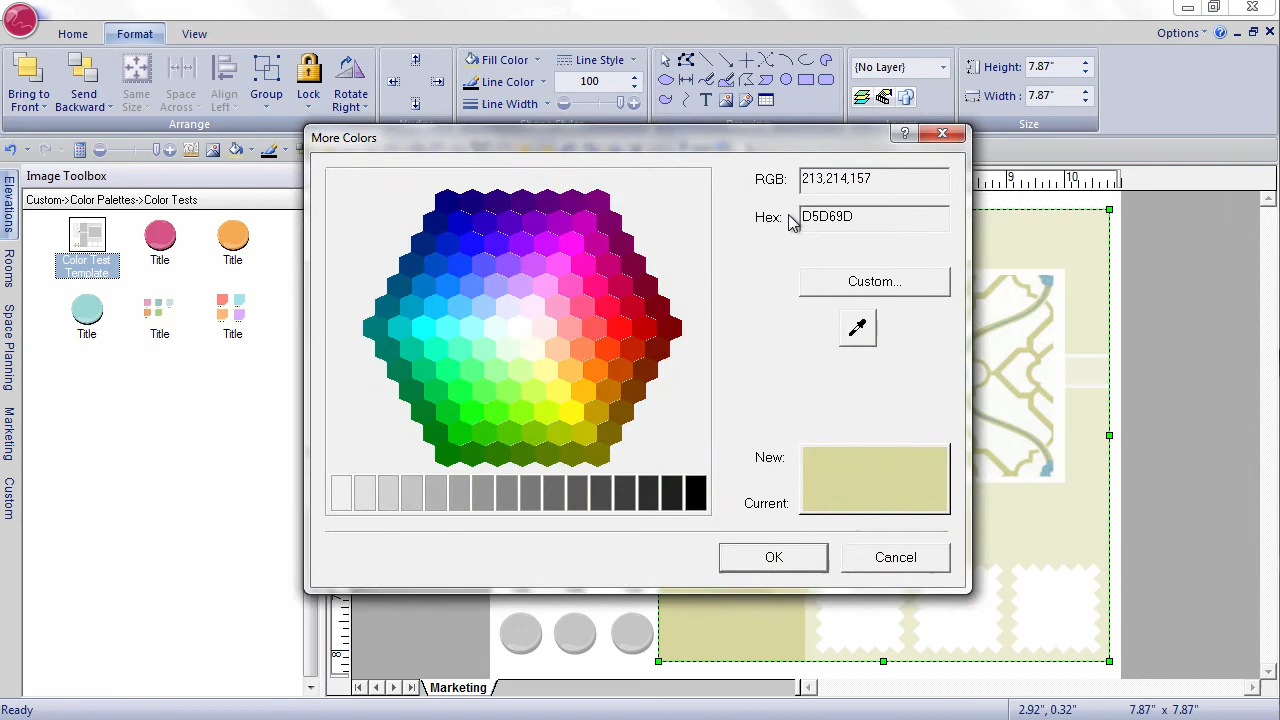 Home
Format
View
Options
Bring to Front
Send Backward
Same Size
Space Across
Align Left
Group
Lock
Rotate Right
Arrange
Fill Color
Line Color
Line Width
Line Style
100
(No Layer)
Height: 7.87"
Width : 7.87"
Size
Image Toolbox
Custom->Color Palettes->Color Tests
Elevations
Rooms
Space Planning
Marketing
Custom
Color Test Template
Title
Title
Title
Title
Title
More Colors
RGB: 213,214,157
Hex: D5D69D
Custom...
New:
Current:
OK
Cancel
9
10
8
Marketing
Ready
2.92", 0.32"
7.87" x 7.87"